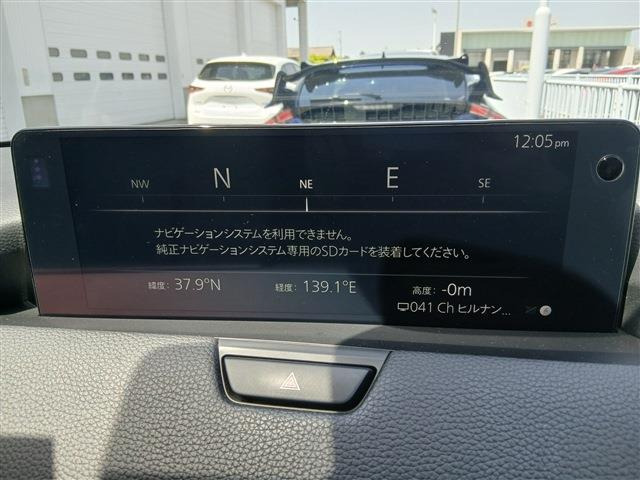 12:05 pm
NW N NE E SE
ナビゲーションシステムを利用できません。
純正ナビゲーションシステム専用のSDカードを装着してください。
緯度: 37.9°N 経度: 139.1°E 高度: -0m
041 Ch ヒルナン...